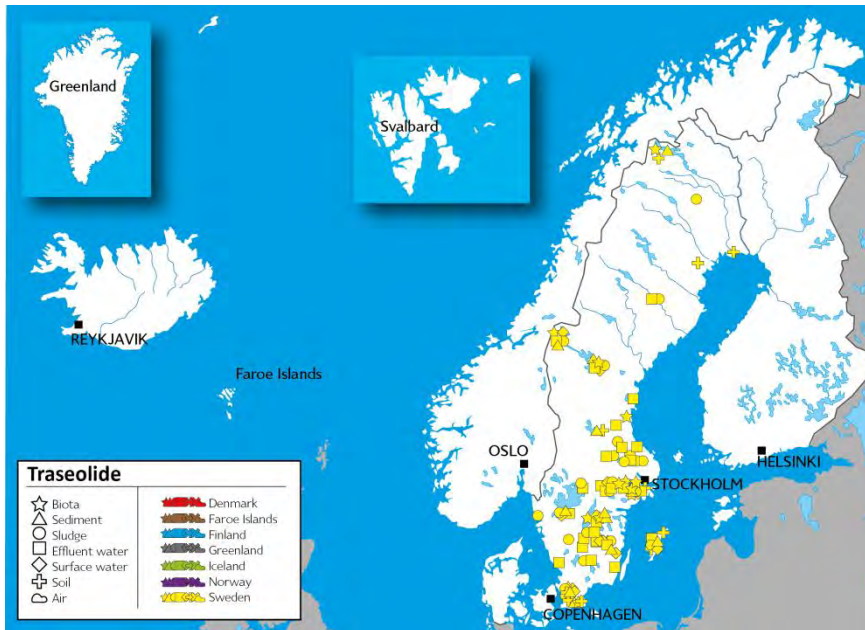 Greenland
Svalbard
REYKJAVIK
Faroe Islands
OSLO
HELSINKI
STOCKHOLM
COPENHAGEN
Traseolide
Biota
Sediment
Sludge
Effluent water
Surface water
Soil
Air
Denmark
Faroe Islands
Finland
Greenland
Iceland
Norway
Sweden